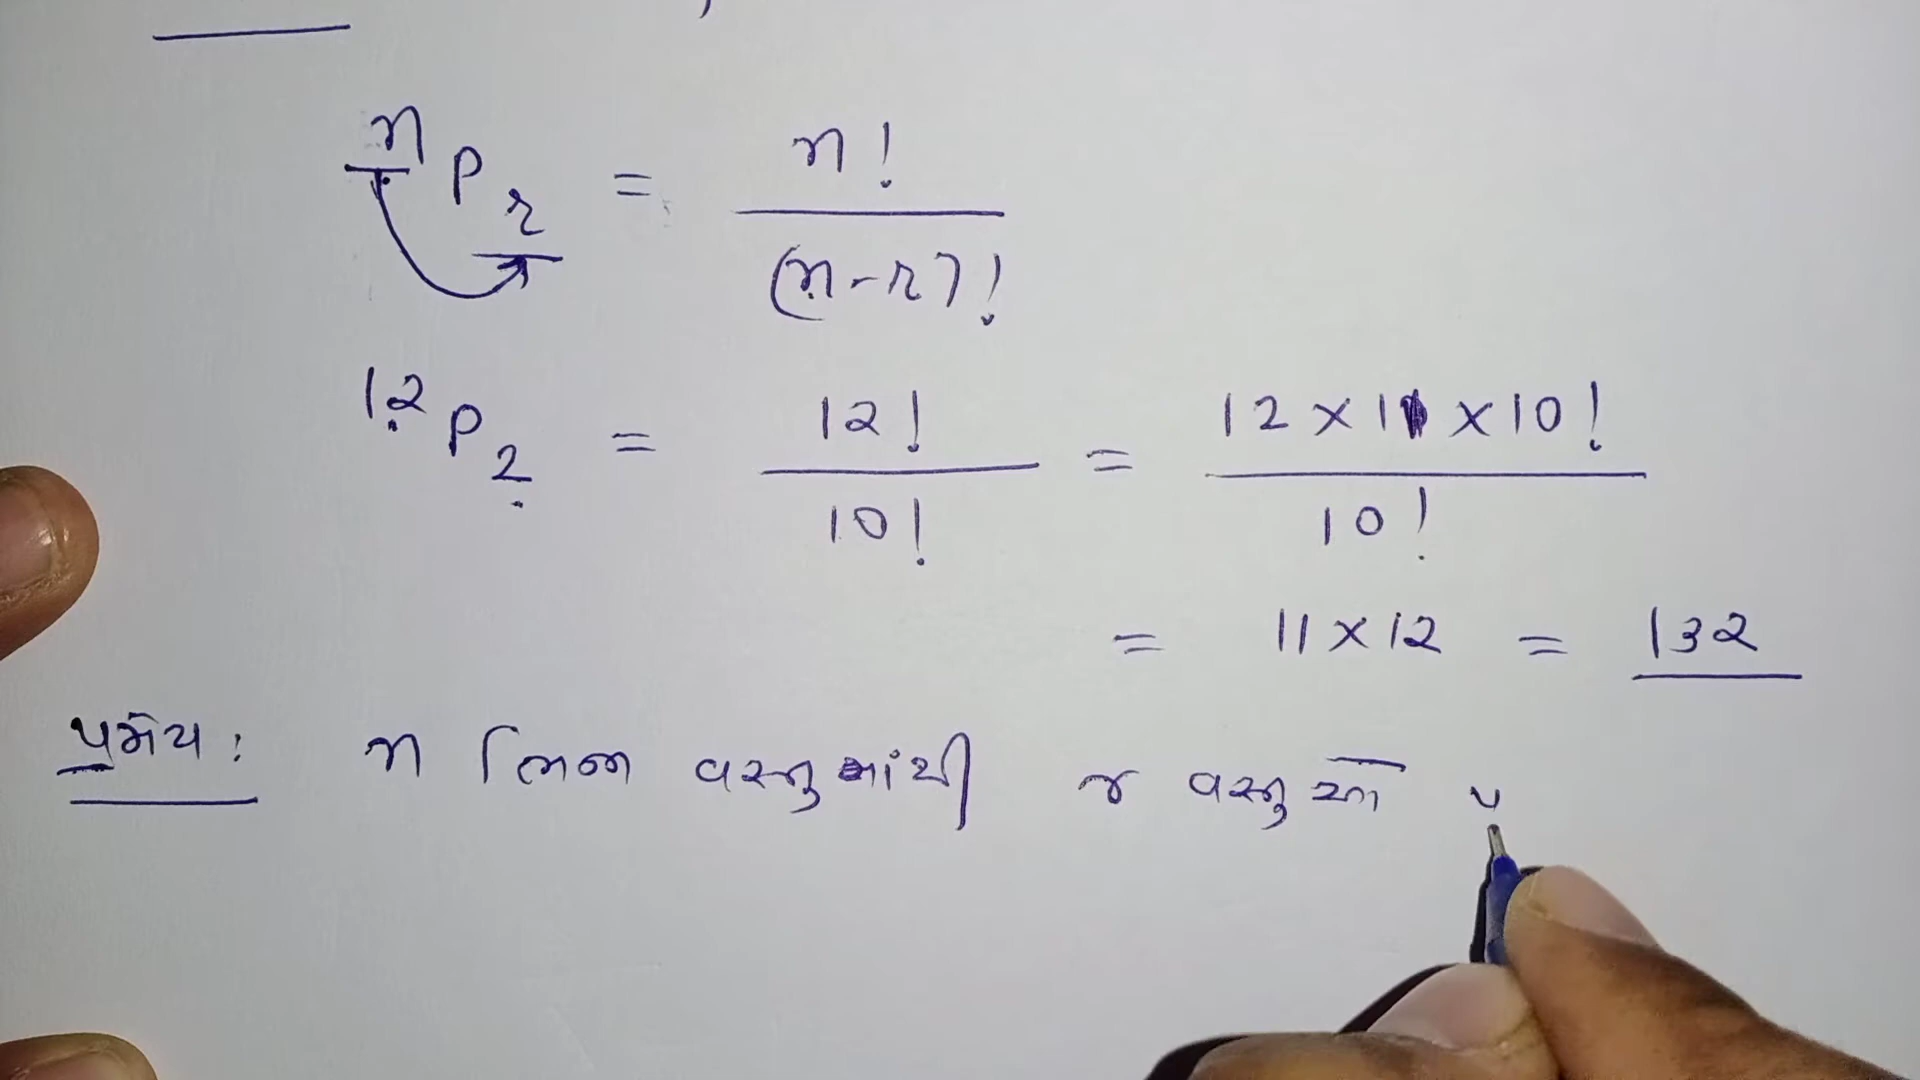 ⁿPᵣ = n! / (n-r)!
¹²P₂ = 12! / 10! = 12 × 11 × 10! / 10!
= 11 × 12 = 132
પ્રમેય : n ભિન્ન વસ્તુમાંથી r વસ્તુઓ